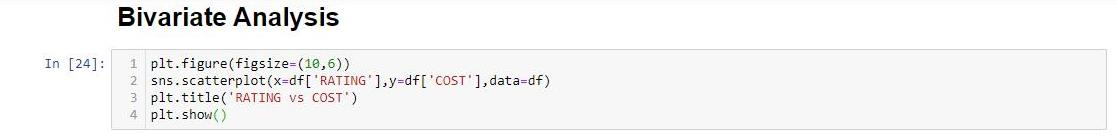 Bivariate Analysis
In [24]:
1 plt.figure(figsize=(10,6))
2 sns.scatterplot(x=df['RATING'],y=df['COST'],data=df)
3 plt.title('RATING vs COST')
4 plt.show()